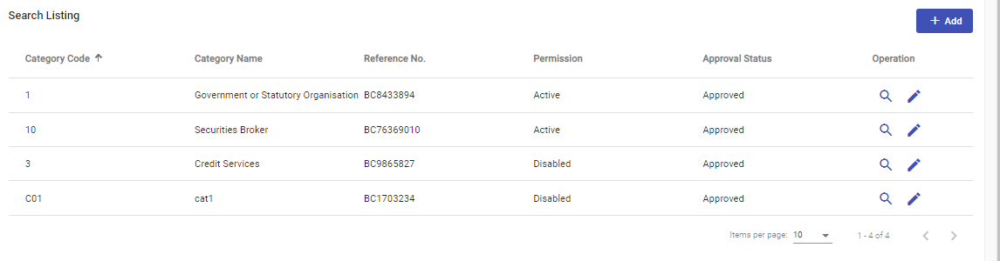 Search Listing
+ Add
Category Code ↑ Category Name Reference No. Permission Approval Status Operation
1 Government or Statutory Organisation BC8433894 Active Approved
10 Securities Broker BC76369010 Active Approved
3 Credit Services BC9865827 Disabled Approved
C01 cat1 BC1703234 Disabled Approved
Items per page: 10 1 - 4 of 4